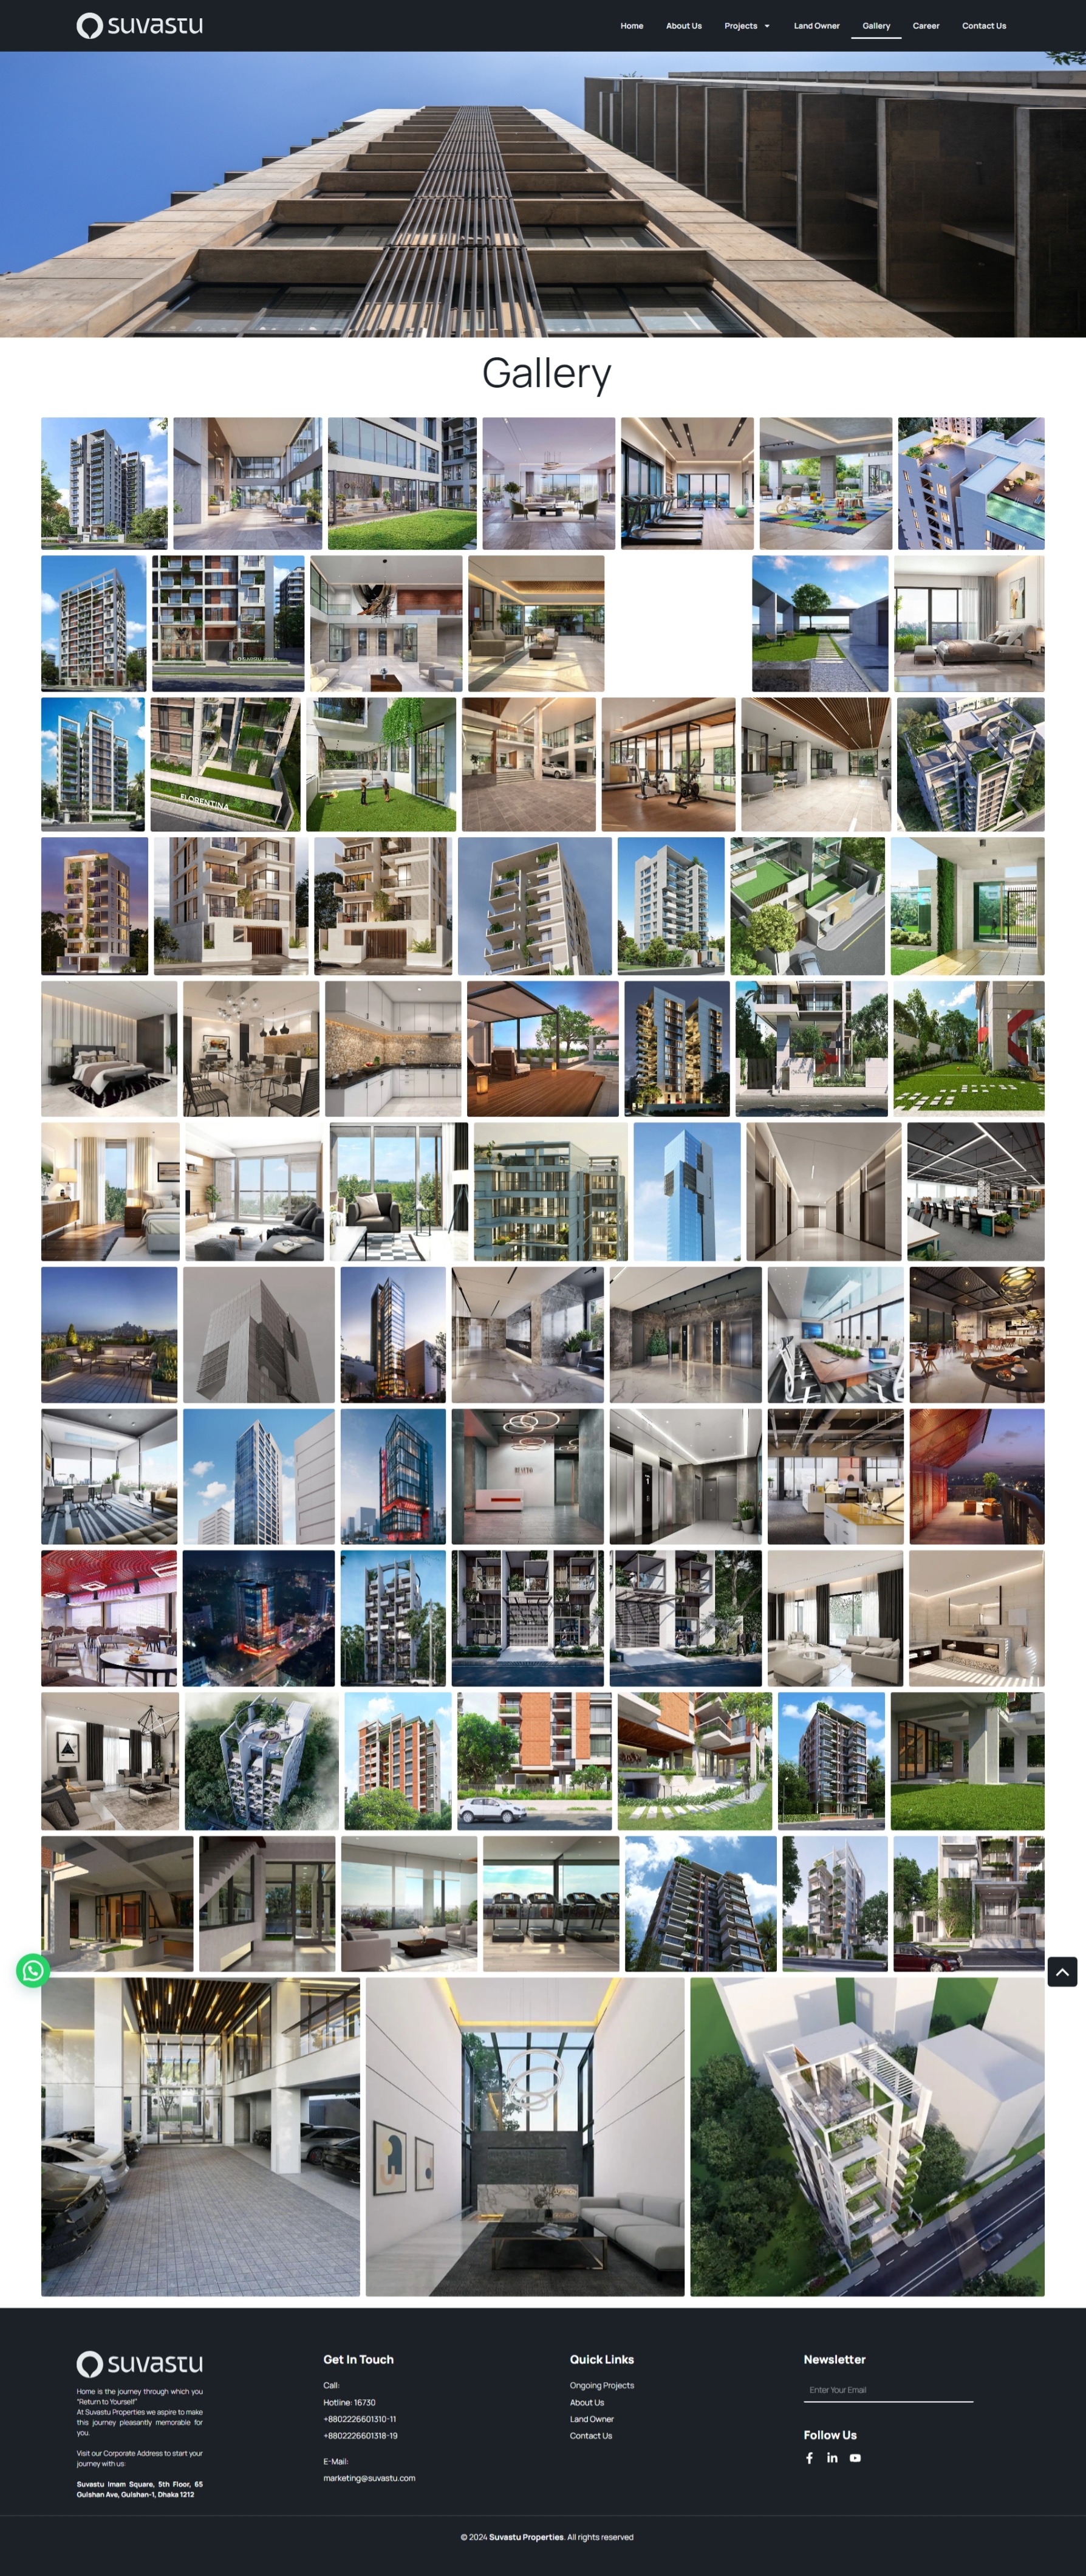 suvastu
Home About Us Projects Land Owner Gallery Career Contact Us
Gallery
FLORENTINA
suvastu
Home is the journey through which you
"Return to Yourself"
At Suvastu Properties we aspire to make
this journey pleasantly memorable for
you.
Visit our Corporate Address to start your
journey with us:
Suvastu Imam Square, 5th Floor, 65
Gulshan Ave, Gulshan-1, Dhaka 1212
Get In Touch
Call:
Hotline: 16730
+8802226601310-11
+8802226601318-19
E-Mail:
marketing@suvastu.com
Quick Links
Ongoing Projects
About Us
Land Owner
Contact Us
Newsletter
Enter Your Email
Follow Us
© 2024 Suvastu Properties. All rights reserved